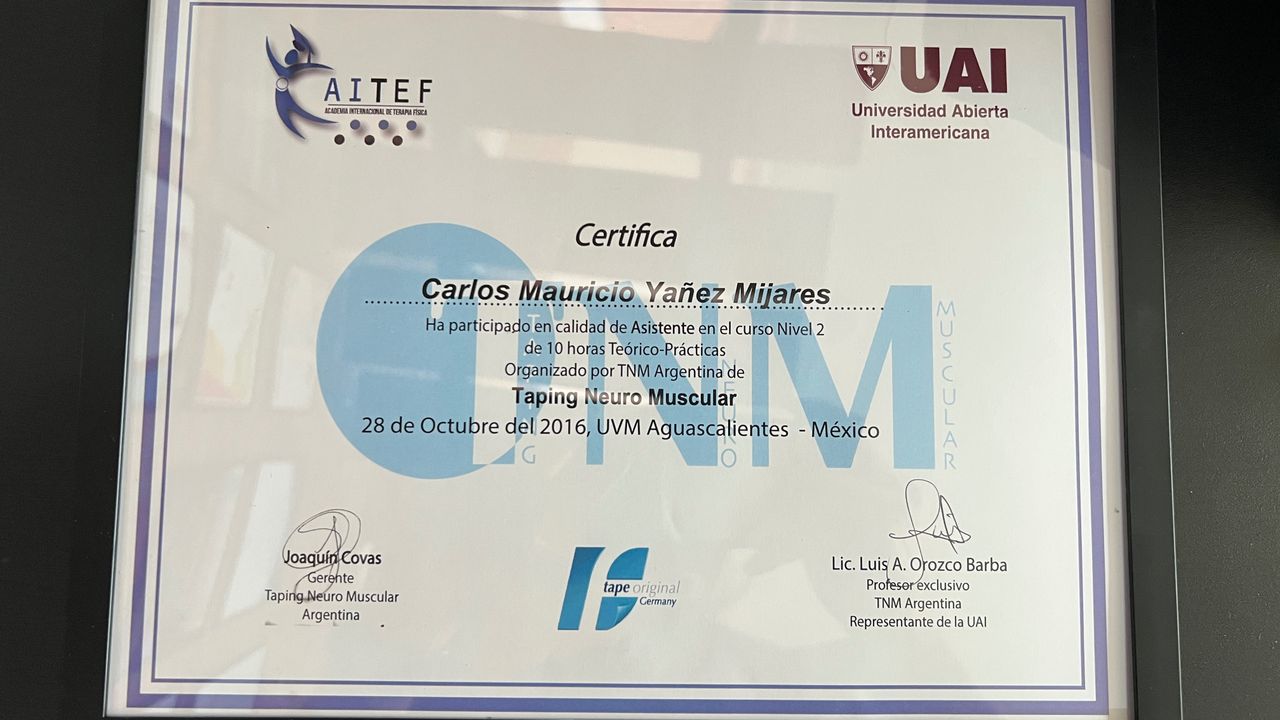 AITEF
ACADEMIA INTERNACIONAL DE TERAPIA FÍSICA
UAI
Universidad Abierta
Interamericana
Certifica
Carlos Mauricio Yañez Mijares
Ha participado en calidad de Asistente en el curso Nivel 2
de 10 horas Teórico-Prácticas
Organizado por TNM Argentina de
Taping Neuro Muscular
28 de Octubre del 2016, UVM Aguascalientes - México
TNM
TAPING
NEURO
MUSCULAR
Joaquín Covas
Gerente
Taping Neuro Muscular
Argentina
tape original
Germany
Lic. Luis A. Orozco Barba
Profesor exclusivo
TNM Argentina
Representante de la UAI